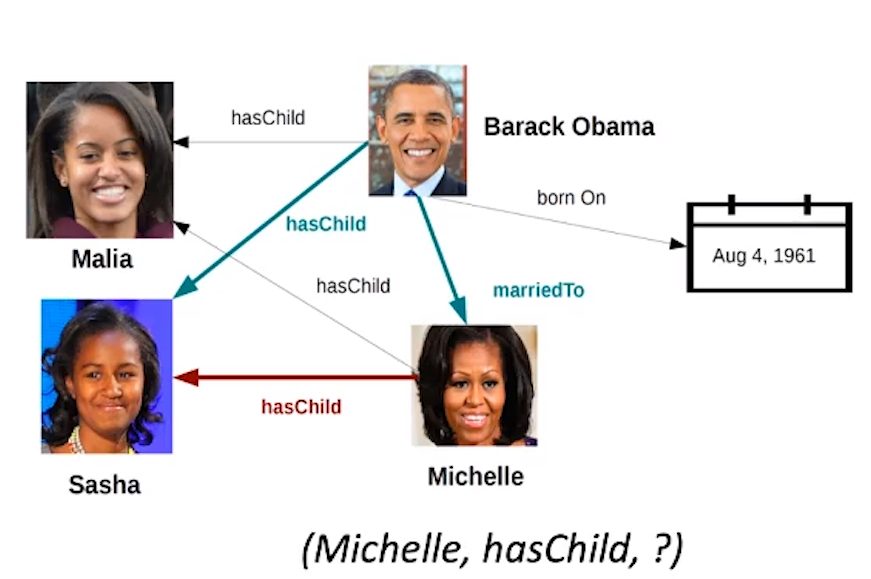 hasChild
Barack Obama
born On
hasChild
Aug 4, 1961
Malia
hasChild
marriedTo
hasChild
Michelle
Sasha
(Michelle, hasChild, ?)